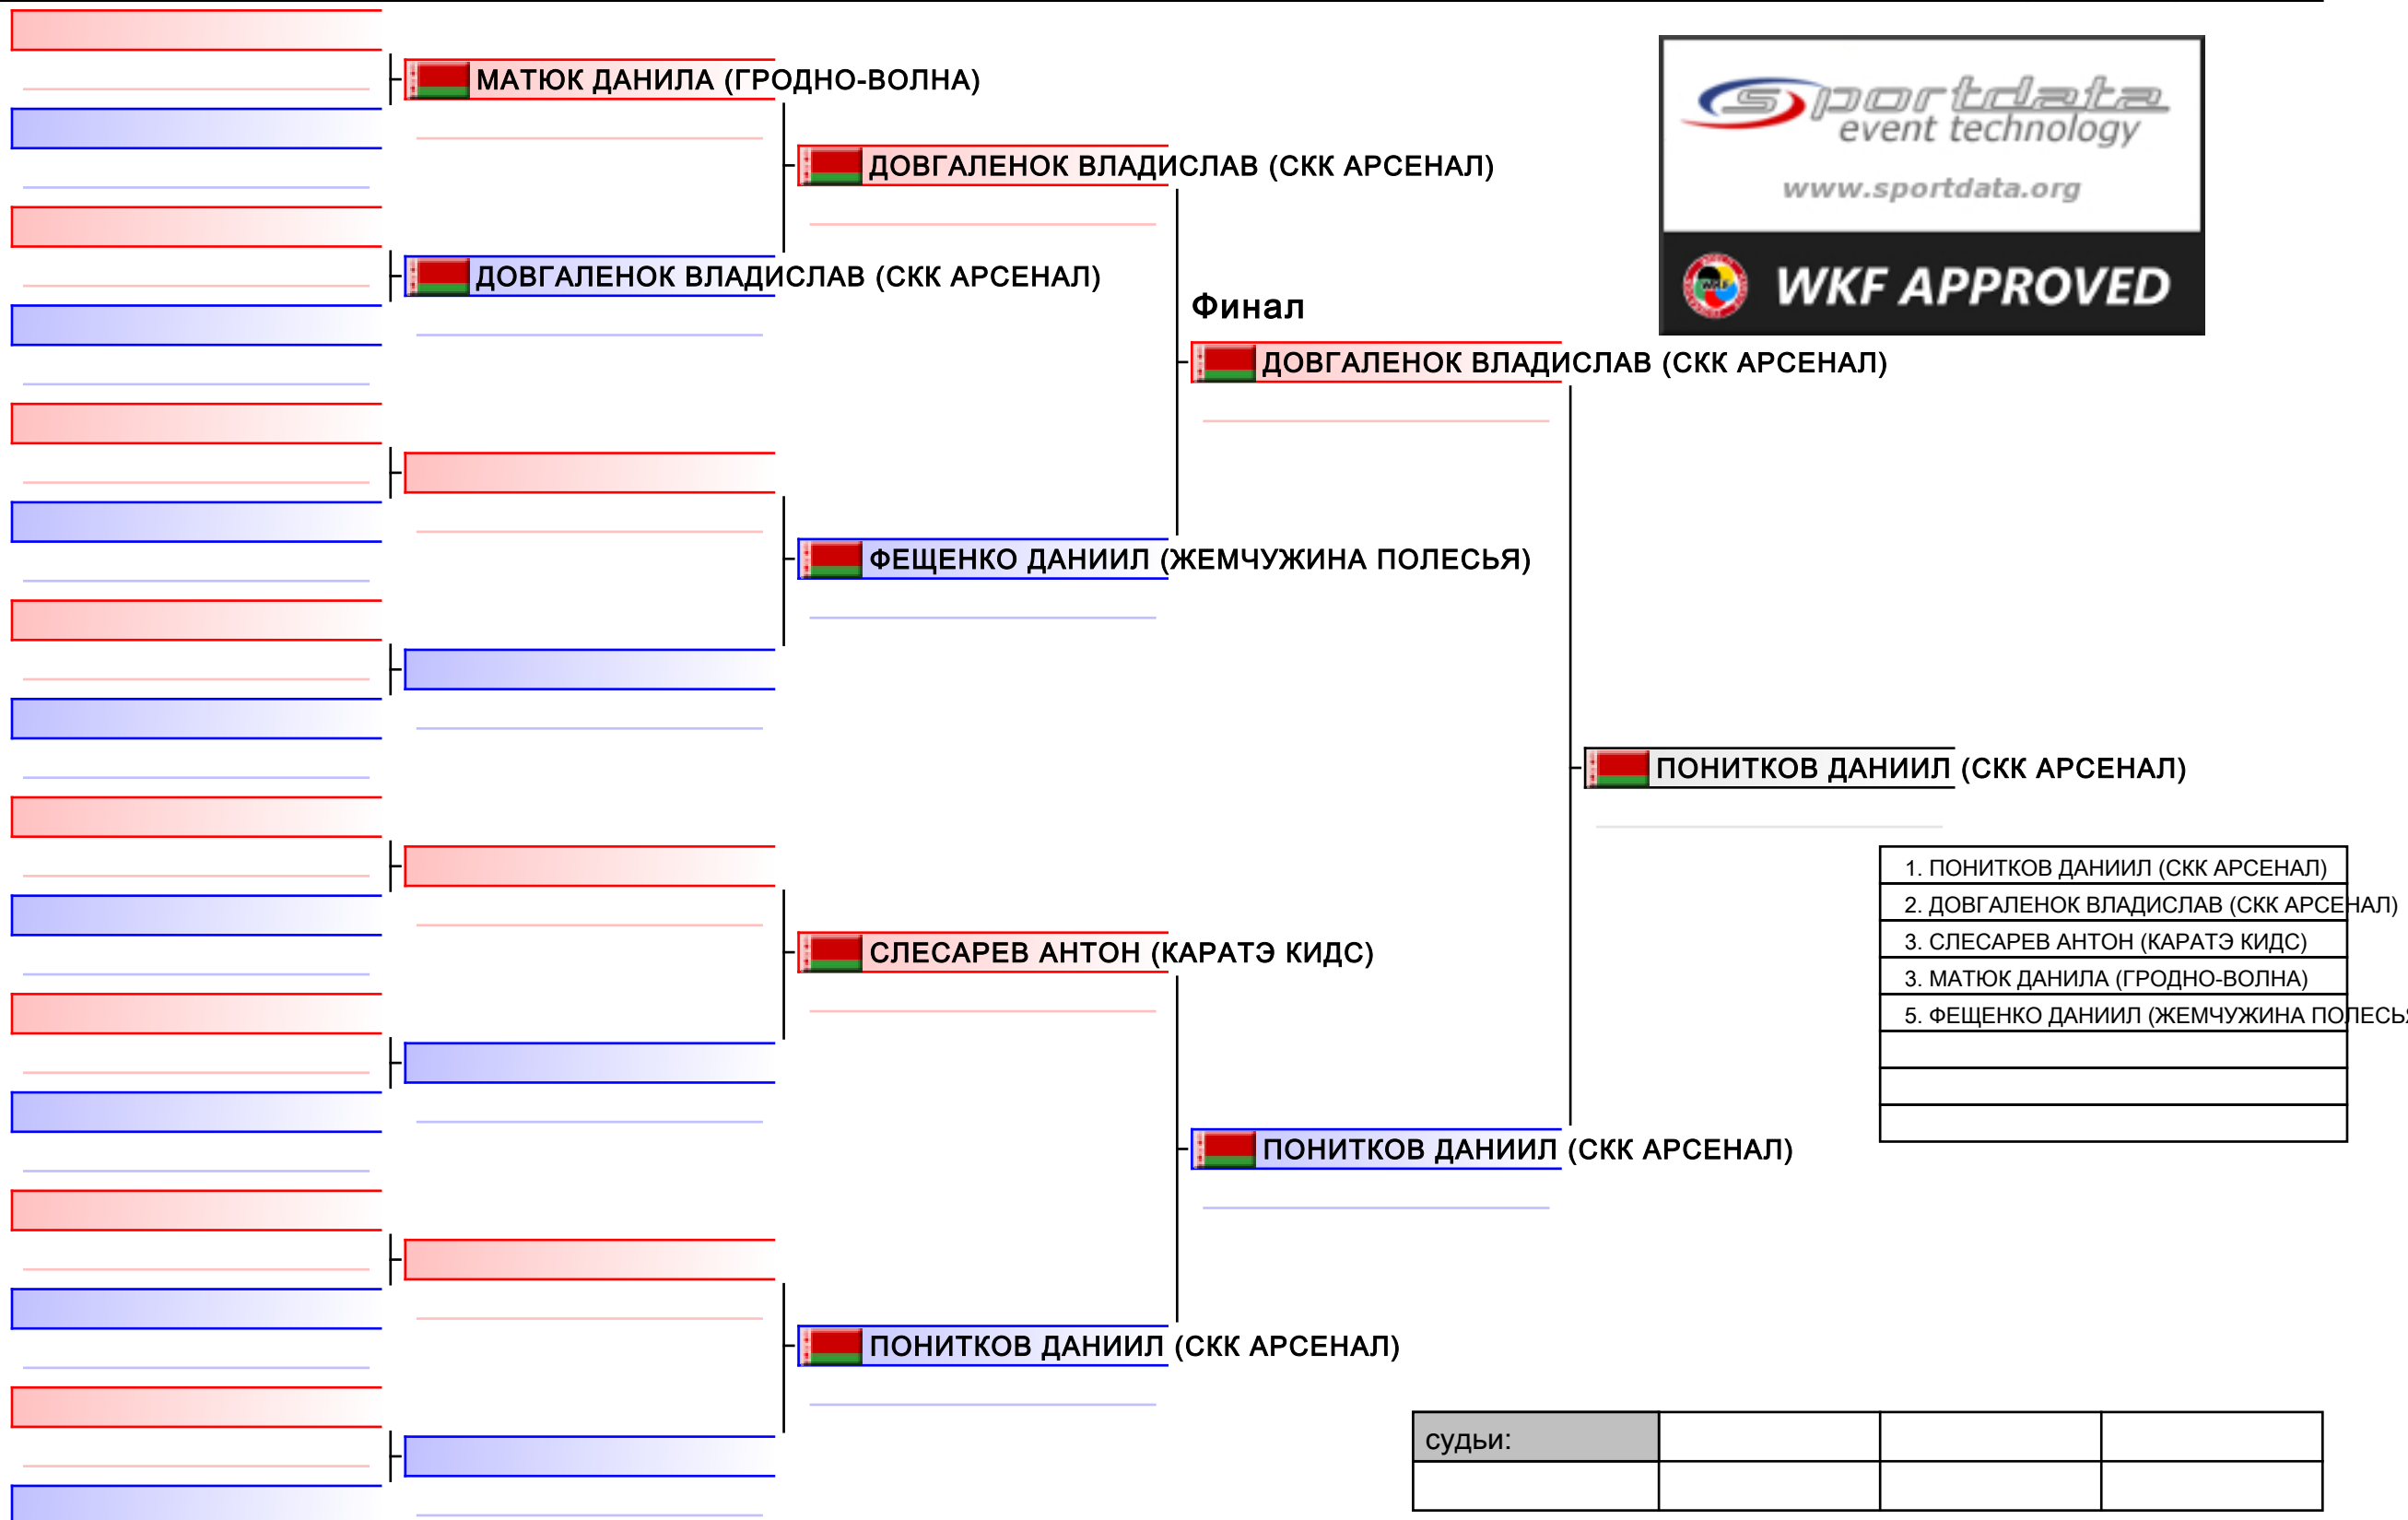 МАТЮК ДАНИЛА (ГРОДНО-ВОЛНА)
ДОВГАЛЕНОК ВЛАДИСЛАВ (СКК АРСЕНАЛ)
ДОВГАЛЕНОК ВЛАДИСЛАВ (СКК АРСЕНАЛ)
Финал
ДОВГАЛЕНОК ВЛАДИСЛАВ (СКК АРСЕНАЛ)
ФЕЩЕНКО ДАНИИЛ (ЖЕМЧУЖИНА ПОЛЕСЬЯ)
ПОНИТКОВ ДАНИИЛ (СКК АРСЕНАЛ)
СЛЕСАРЕВ АНТОН (КАРАТЭ КИДС)
ПОНИТКОВ ДАНИИЛ (СКК АРСЕНАЛ)
ПОНИТКОВ ДАНИИЛ (СКК АРСЕНАЛ)
sportdata
event technology
www.sportdata.org
WKF
WKF APPROVED
1. ПОНИТКОВ ДАНИИЛ (СКК АРСЕНАЛ)
2. ДОВГАЛЕНОК ВЛАДИСЛАВ (СКК АРСЕНАЛ)
3. СЛЕСАРЕВ АНТОН (КАРАТЭ КИДС)
3. МАТЮК ДАНИЛА (ГРОДНО-ВОЛНА)
5. ФЕЩЕНКО ДАНИИЛ (ЖЕМЧУЖИНА ПОЛЕСЬЯ
судьи: